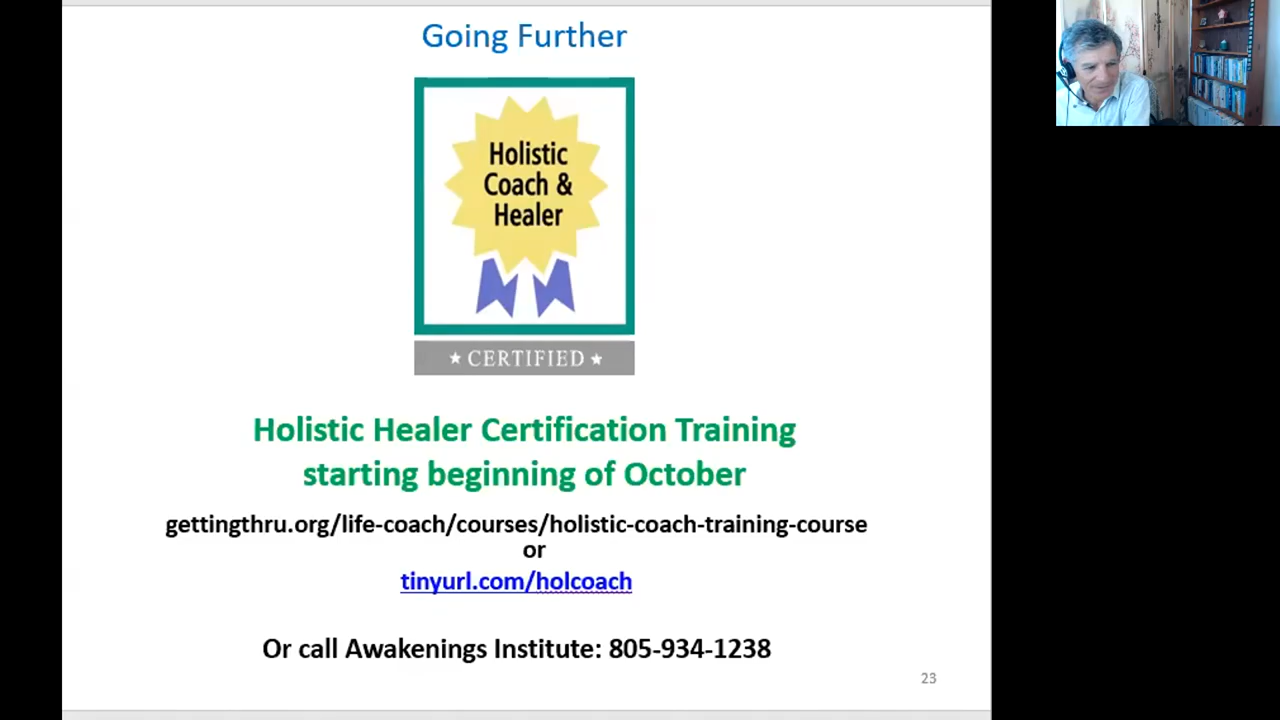 Going Further
Holistic
Coach &
Healer
★ CERTIFIED ★
Holistic Healer Certification Training
starting beginning of October
gettingthru.org/life-coach/courses/holistic-coach-training-course
or
tinyurl.com/holcoach
Or call Awakenings Institute: 805-934-1238
23